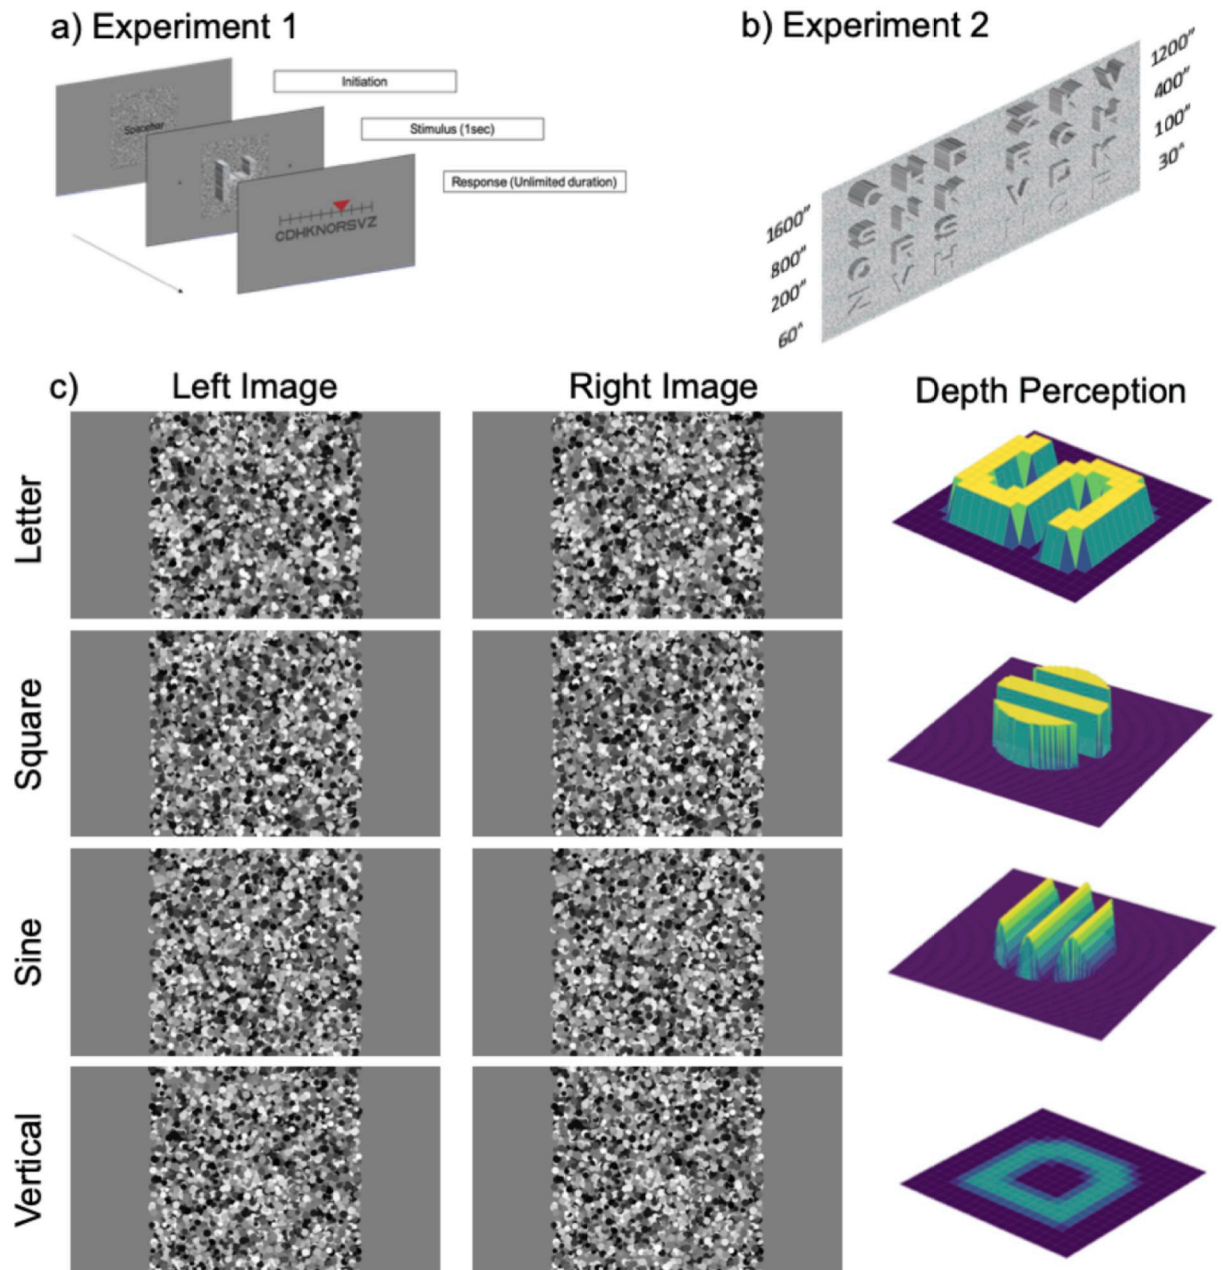 a) Experiment 1
Initiation
Spacebar
Stimulus (1sec)
Response (Unlimited duration)
CDHKNORSVZ
b) Experiment 2
1200"
400"
100"
30"
1600"
800"
200"
60"
c)
Left Image
Right Image
Depth Perception
Letter
Square
Sine
Vertical